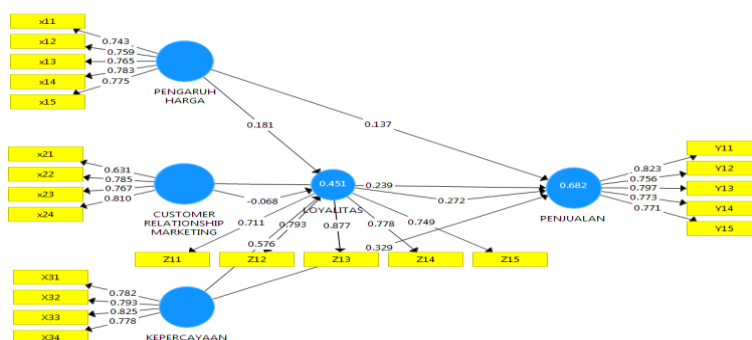 x11
x12
x13
x14
x15
0.743
0.759
0.765
0.783
0.775
PENGARUH
HARGA
0.181
0.137
x21
x22
x23
x24
0.631
0.785
0.767
0.810
CUSTOMER
RELATIONSHIP
MARKETING
-0.068
0.451
LOYALITAS
0.239
0.272
0.682
PENJUALAN
0.823
0.756
0.797
0.773
0.771
Y11
Y12
Y13
Y14
Y15
0.711
0.793
0.877
0.778
0.749
0.576
0.329
Z11
Z12
Z13
Z14
Z15
X31
X32
X33
X34
0.782
0.793
0.825
0.778
KEPERCAYAAN